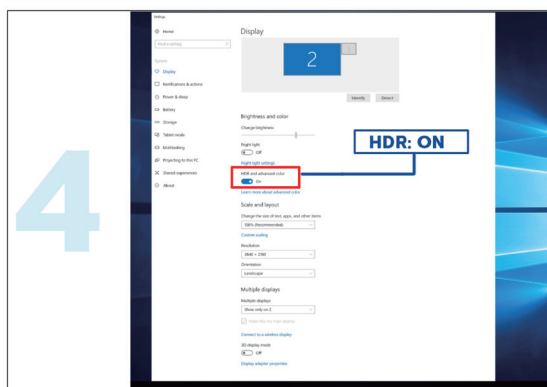 4
Settings
Home
Find a setting
System
Display
Notifications & actions
Power & sleep
Battery
Storage
Tablet mode
Multitasking
Projecting to this PC
Shared experiences
About
Display
2
Identify
Detect
Brightness and color
Change brightness
Night light
Off
Night light settings
HDR and advanced color
On
HDR: ON
Learn more about advanced color
Scale and layout
Change the size of text, apps, and other items
100% (Recommended)
Custom scaling
Resolution
3840 × 2160
Orientation
Landscape
Multiple displays
Multiple displays
Show only on 2
Make this my main display
Connect to a wireless display
3D display mode
Off
Display adapter properties